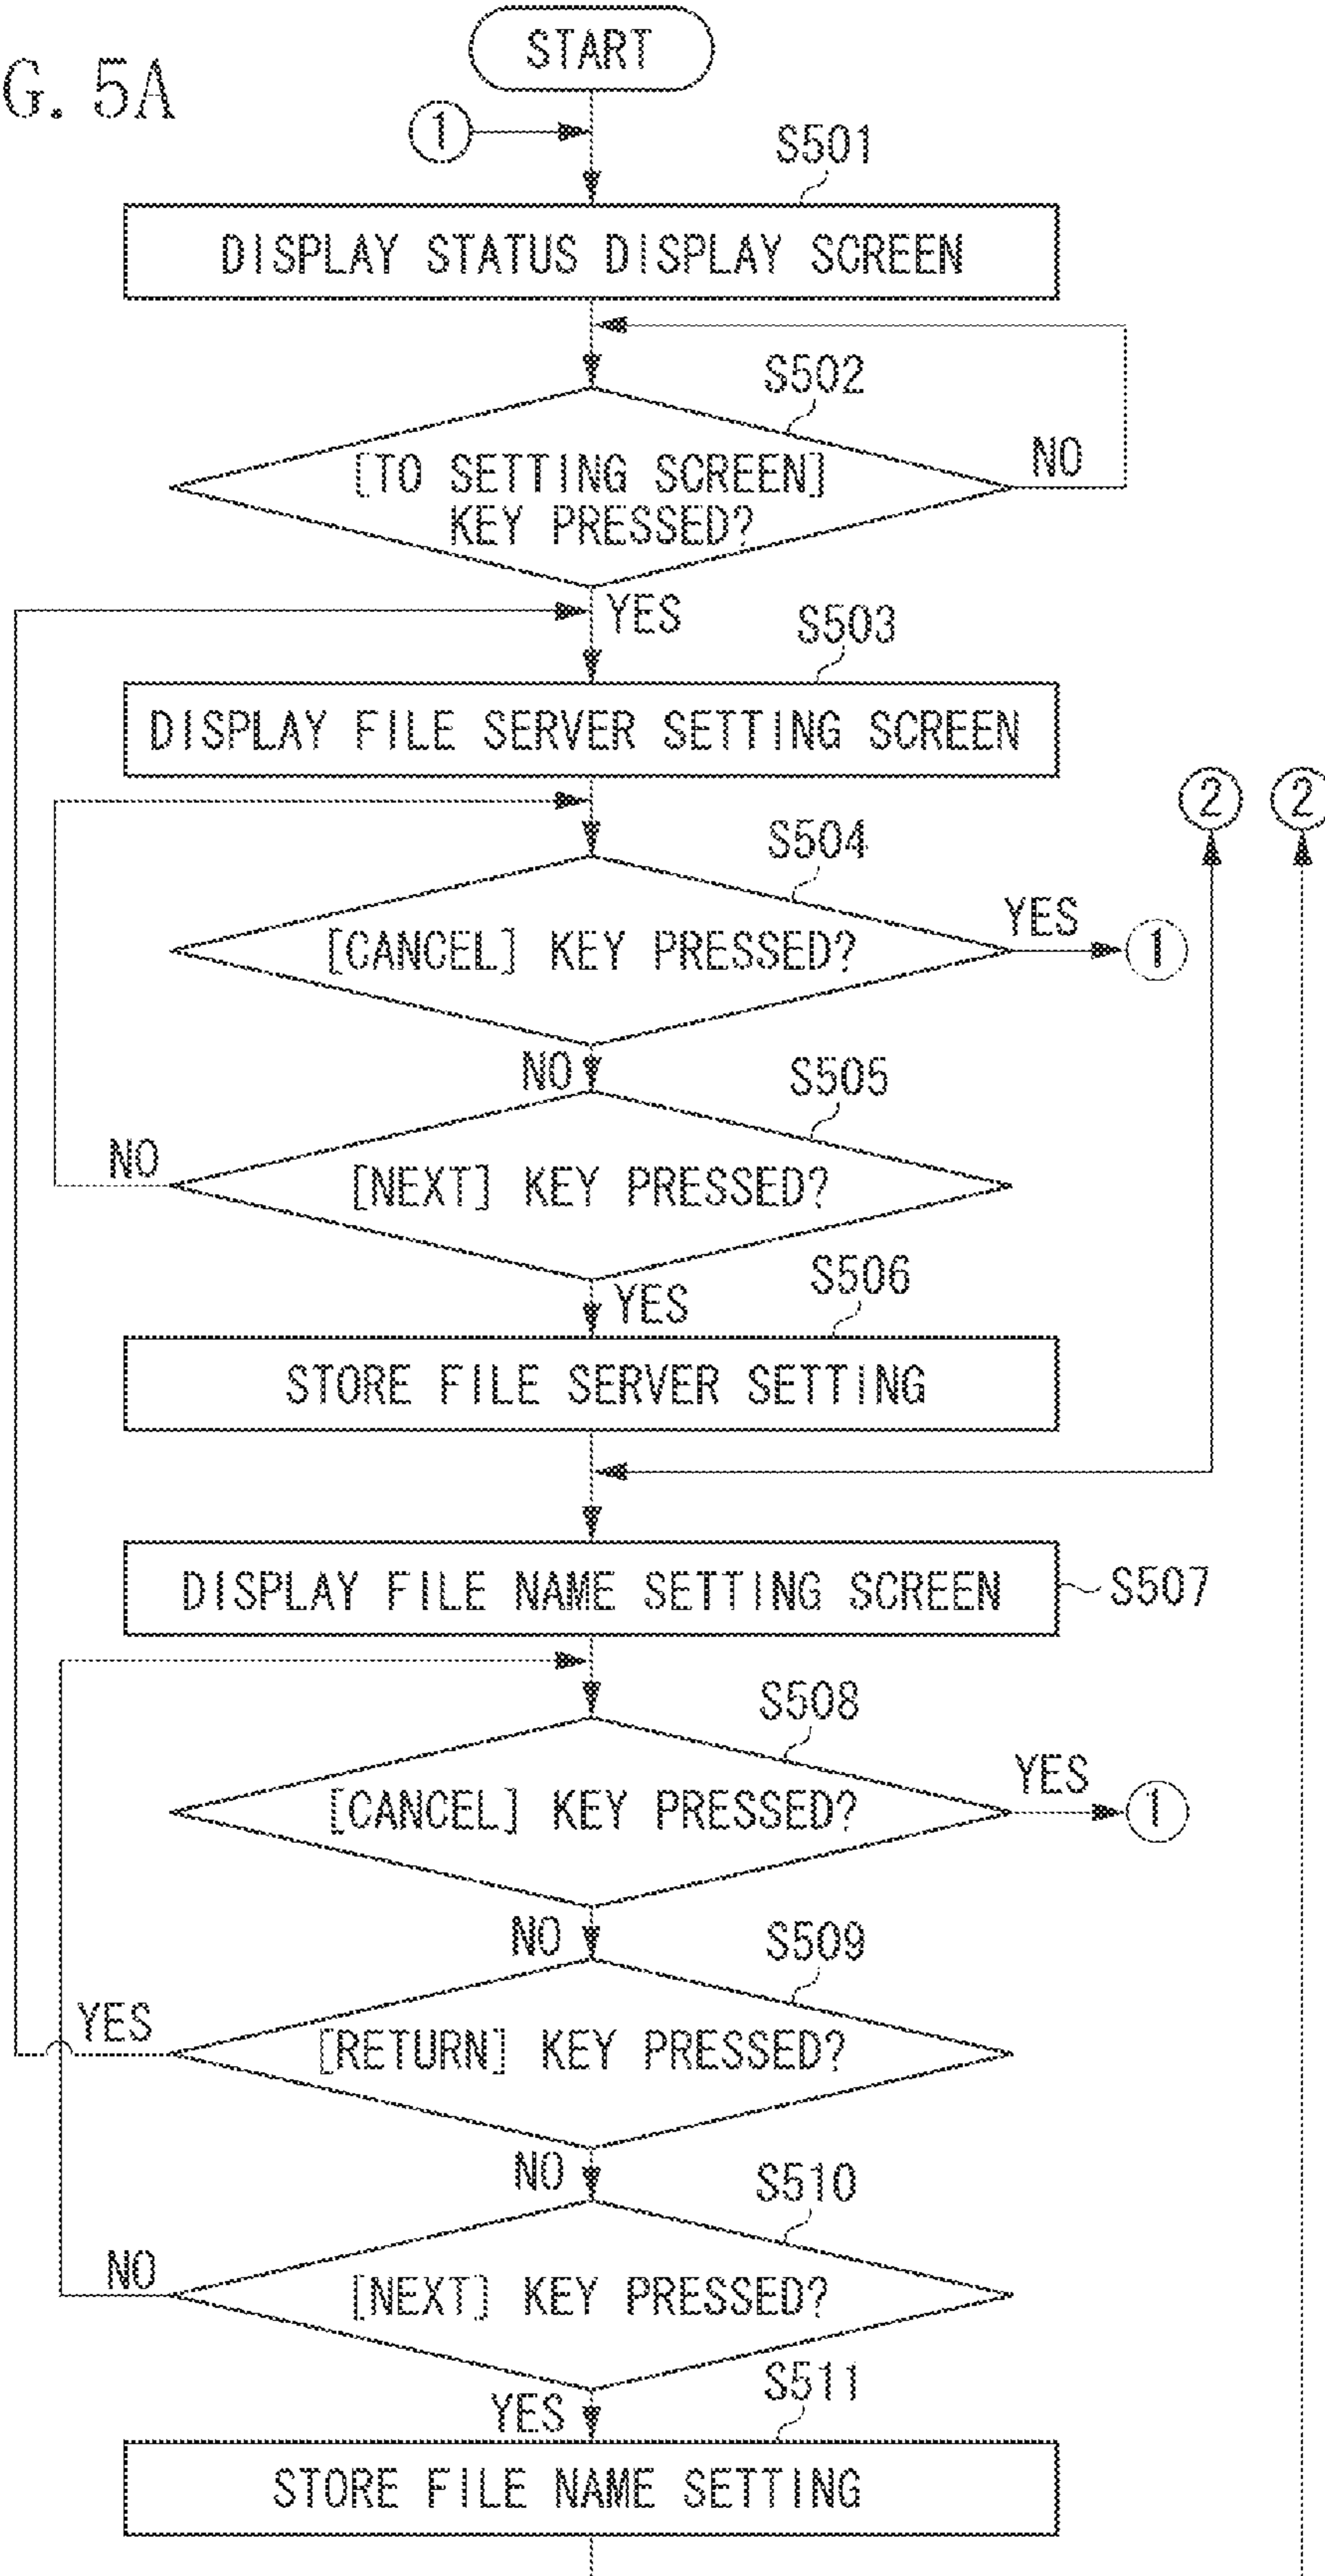 G. 5A
START
1
S501
DISPLAY STATUS DISPLAY SCREEN
S502
[TO SETTING SCREEN]
KEY PRESSED?
NO
YES
S503
DISPLAY FILE SERVER SETTING SCREEN
2
2
S504
[CANCEL] KEY PRESSED?
YES
1
NO
S505
[NEXT] KEY PRESSED?
NO
YES
S506
STORE FILE SERVER SETTING
DISPLAY FILE NAME SETTING SCREEN
S507
S508
[CANCEL] KEY PRESSED?
YES
1
NO
S509
YES
[RETURN] KEY PRESSED?
NO
S510
NO
[NEXT] KEY PRESSED?
YES
S511
STORE FILE NAME SETTING